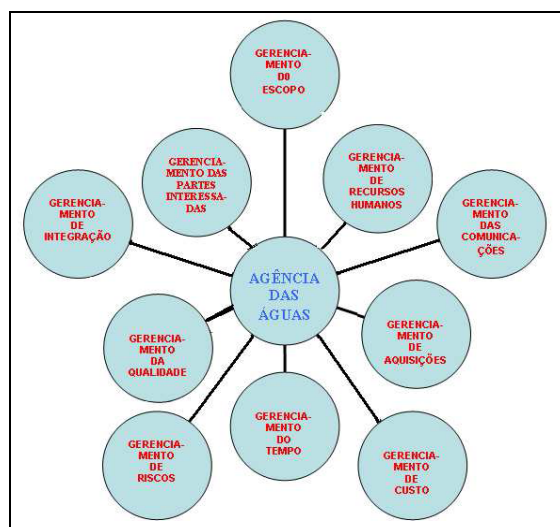 GERENCIA-
MENTO
D0
ESCOPO
GERENCIA-
MENTO DAS
PARTES
INTERESSA-
DAS
GERENCIA-
MENTO
DE
RECURSOS
HUMANOS
GERENCIA-
MENTO
DE
INTEGRAÇÃO
GERENCIA-
MENTO
DAS
COMUNICA-
ÇÕES
AGÊNCIA
DAS
ÁGUAS
GERENCIA-
MENTO
DA
QUALIDADE
GERENCIA-
MENTO
DE
AQUISIÇÕES
GERENCIA-
MENTO
DE
RISCOS
GERENCIA-
MENTO
DO
TEMPO
GERENCIA-
MENTO
DE
CUSTO